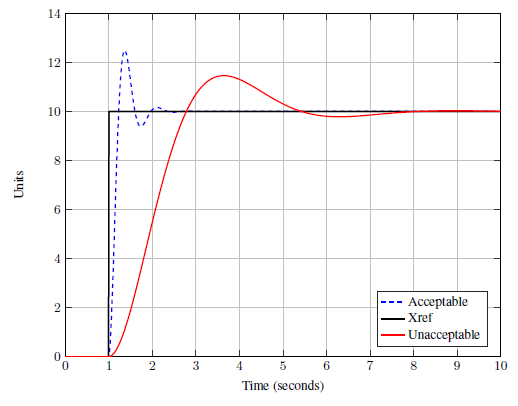 14
12
10
8
6
4
2
0
Units
0 1 2 3 4 5 6 7 8 9 10
Time (seconds)
Acceptable
Xref
Unacceptable